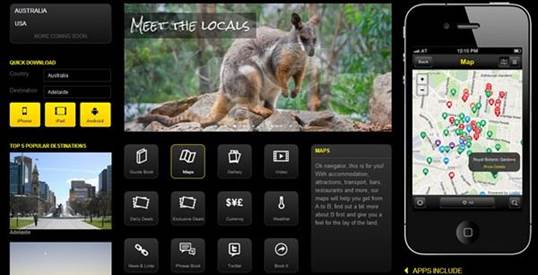 AUSTRALIA
USA
MORE COMING SOON
QUICK DOWNLOAD
Country
Australia
Destination
Adelaide
iPhone
iPad
Android
TOP 5 POPULAR DESTINATIONS
Adelaide
MEET THE LOCALS
Guide Book
Maps
Gallery
Video
Daily Deals
Exclusive Deals
$¥£
Currency
Weather
News & Links
Phrase Book
Twitter
Book it
MAPS
Ok navigator, this is for you!
With accommodation,
attractions, transport, bars,
restaurants and more, our
maps will help you get from
A to B, find out a bit more
about B first and give you a
feel for the lay of the land.
12:15 PM
Back
Map
+
−
Royal Botanic Gardens
APPS INCLUDE